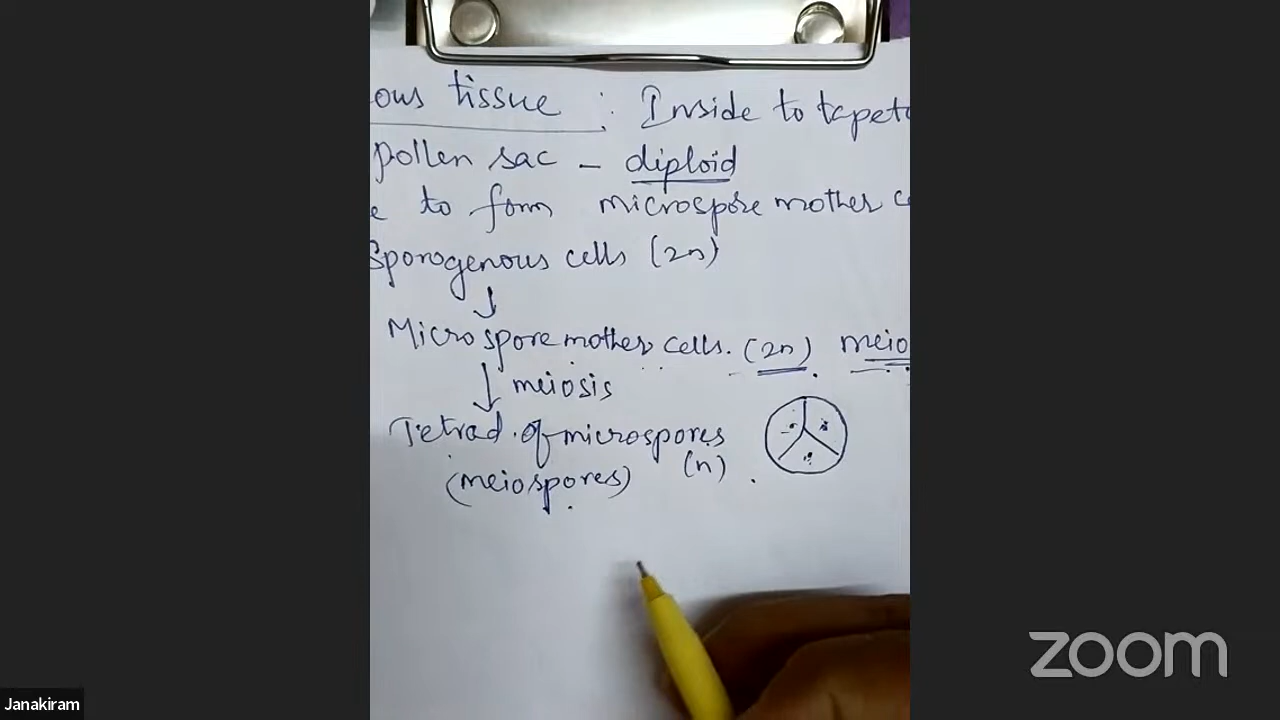 ous tissue : Inside to tapet
pollen sac - diploid
e to form microspore mother c
Sporogenous cells (2n)
↓
Microspore mother cells. (2n). meio
↓ meiosis
Tetrad of microspores
(meiospores) (n).
zoom
Janakiram